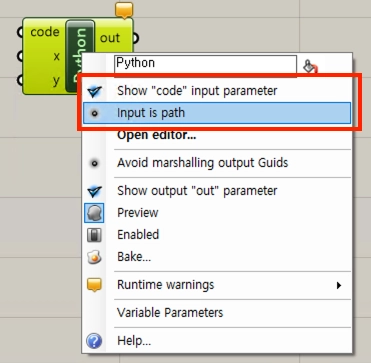 code
out
x
y
Python
Python
Show "code" input parameter
Input is path
Open editor...
Avoid marshalling output Guids
Show output "out" parameter
Preview
Enabled
Bake...
Runtime warnings
Variable Parameters
Help...